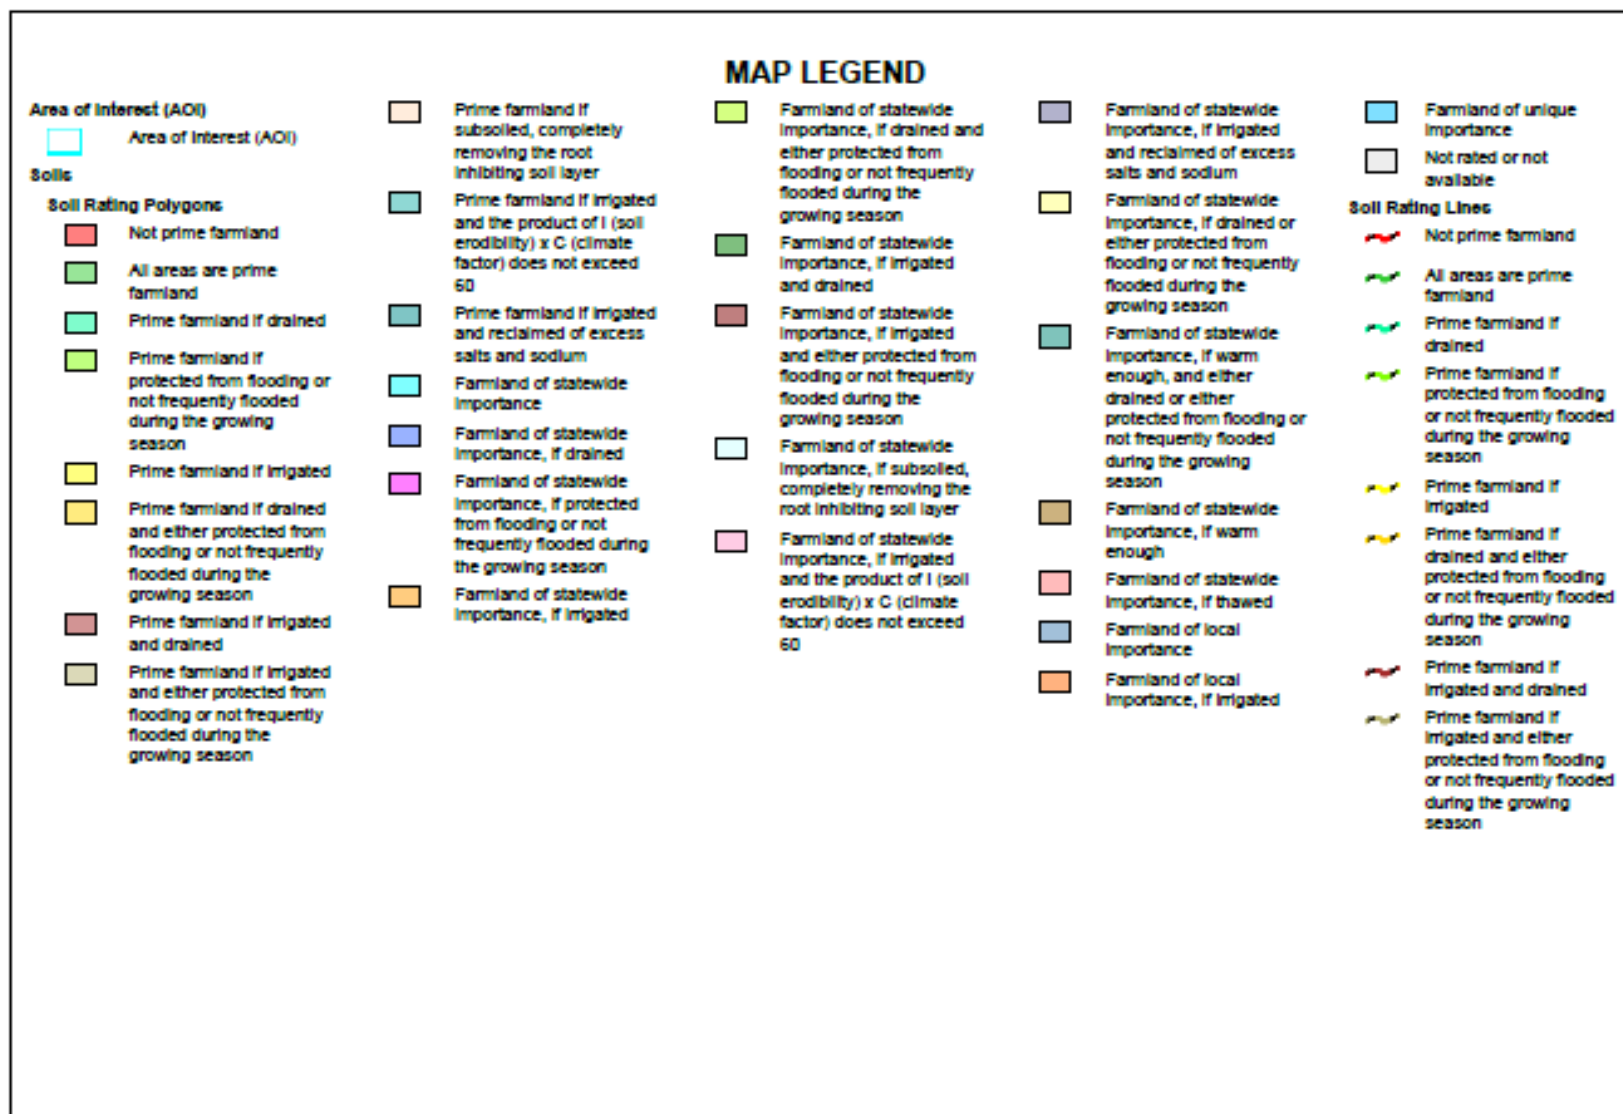 MAP LEGEND
Area of Interest (AOI)
Area of Interest (AOI)
Soils
Soil Rating Polygons
Not prime farmland
All areas are prime
farmland
Prime farmland if drained
Prime farmland if
protected from flooding or
not frequently flooded
during the growing
season
Prime farmland if irrigated
Prime farmland if drained
and either protected from
flooding or not frequently
flooded during the
growing season
Prime farmland if irrigated
and drained
Prime farmland if irrigated
and either protected from
flooding or not frequently
flooded during the
growing season
Prime farmland if
subsoiled, completely
removing the root
inhibiting soil layer
Prime farmland if irrigated
and the product of I (soil
erodibility) x C (climate
factor) does not exceed
60
Prime farmland if irrigated
and reclaimed of excess
salts and sodium
Farmland of statewide
importance
Farmland of statewide
importance, if drained
Farmland of statewide
importance, if protected
from flooding or not
frequently flooded during
the growing season
Farmland of statewide
importance, if irrigated
Farmland of statewide
importance, if drained and
either protected from
flooding or not frequently
flooded during the
growing season
Farmland of statewide
importance, if irrigated
and drained
Farmland of statewide
importance, if irrigated
and either protected from
flooding or not frequently
flooded during the
growing season
Farmland of statewide
importance, if subsoiled,
completely removing the
root inhibiting soil layer
Farmland of statewide
importance, if irrigated
and the product of I (soil
erodibility) x C (climate
factor) does not exceed
60
Farmland of statewide
importance, if irrigated
and reclaimed of excess
salts and sodium
Farmland of statewide
importance, if drained or
either protected from
flooding or not frequently
flooded during the
growing season
Farmland of statewide
importance, if warm
enough, and either
drained or either
protected from flooding or
not frequently flooded
during the growing
season
Farmland of statewide
importance, if warm
enough
Farmland of statewide
importance, if thawed
Farmland of local
importance
Farmland of local
importance, if irrigated
Farmland of unique
importance
Not rated or not
available
Soil Rating Lines
Not prime farmland
All areas are prime
farmland
Prime farmland if
drained
Prime farmland if
protected from flooding
or not frequently flooded
during the growing
season
Prime farmland if
irrigated
Prime farmland if
drained and either
protected from flooding
or not frequently flooded
during the growing
season
Prime farmland if
irrigated and drained
Prime farmland if
irrigated and either
protected from flooding
or not frequently flooded
during the growing
season